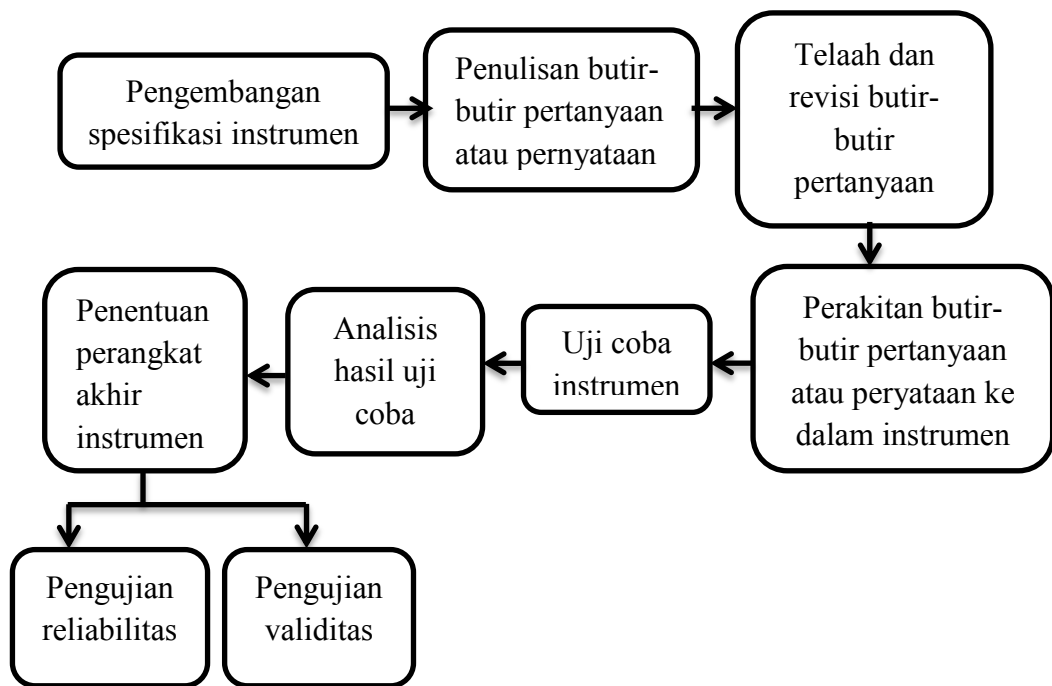 Pengembangan
spesifikasi instrumen
Penulisan butir-
butir pertanyaan
atau pernyataan
Telaah dan
revisi butir-
butir
pertanyaan
Perakitan butir-
butir pertanyaan
atau peryataan ke
dalam instrumen
Uji coba
instrumen
Analisis
hasil uji
coba
Penentuan
perangkat
akhir
instrumen
Pengujian
reliabilitas
Pengujian
validitas